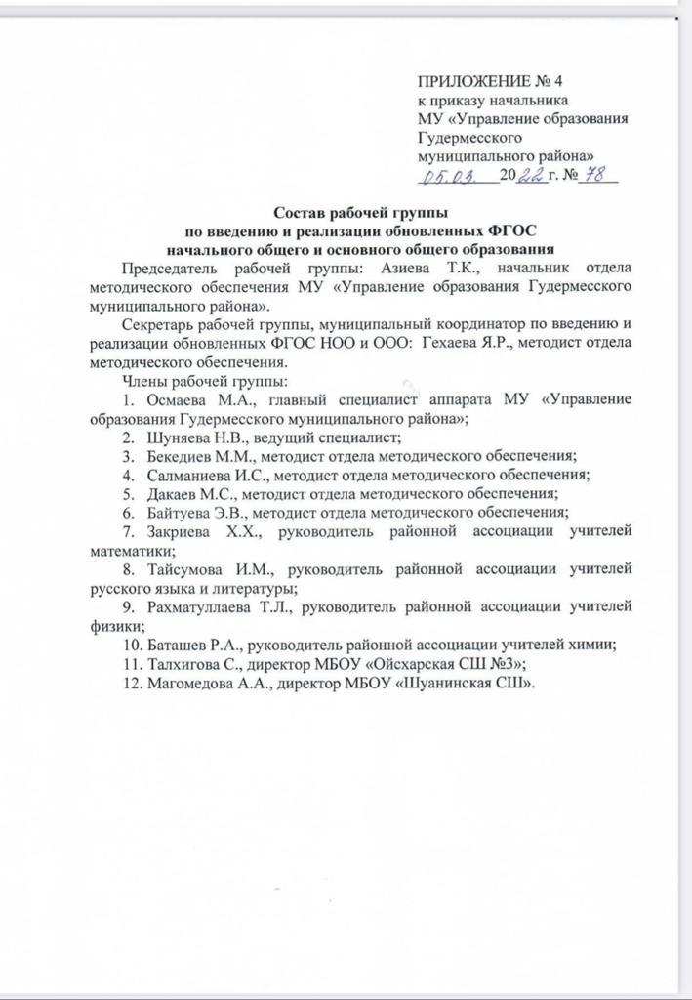 ПРИЛОЖЕНИЕ № 4
к приказу начальника
МУ «Управление образования
Гудермесского
муниципального района»
05.03. 2022 г. № 78
Состав рабочей группы
по введению и реализации обновленных ФГОС
начального общего и основного общего образования
Председатель рабочей группы: Азиева Т.К., начальник отдела
методического обеспечения МУ «Управление образования Гудермесского
муниципального района».
Секретарь рабочей группы, муниципальный координатор по введению и
реализации обновленных ФГОС НОО и ООО: Гехаева Я.Р., методист отдела
методического обеспечения.
Члены рабочей группы:
1. Осмаева М.А., главный специалист аппарата МУ «Управление
образования Гудермесского муниципального района»;
2. Шуняева Н.В., ведущий специалист;
3. Бекедиев М.М., методист отдела методического обеспечения;
4. Салманиева И.С., методист отдела методического обеспечения;
5. Дакаев М.С., методист отдела методического обеспечения;
6. Байтуева Э.В., методист отдела методического обеспечения;
7. Закриева Х.Х., руководитель районной ассоциации учителей
математики;
8. Тайсумова И.М., руководитель районной ассоциации учителей
русского языка и литературы;
9. Рахматуллаева Т.Л., руководитель районной ассоциации учителей
физики;
10. Баташев Р.А., руководитель районной ассоциации учителей химии;
11. Талхигова С., директор МБОУ «Ойсхарская СШ №3»;
12. Магомедова А.А., директор МБОУ «Шуанинская СШ».